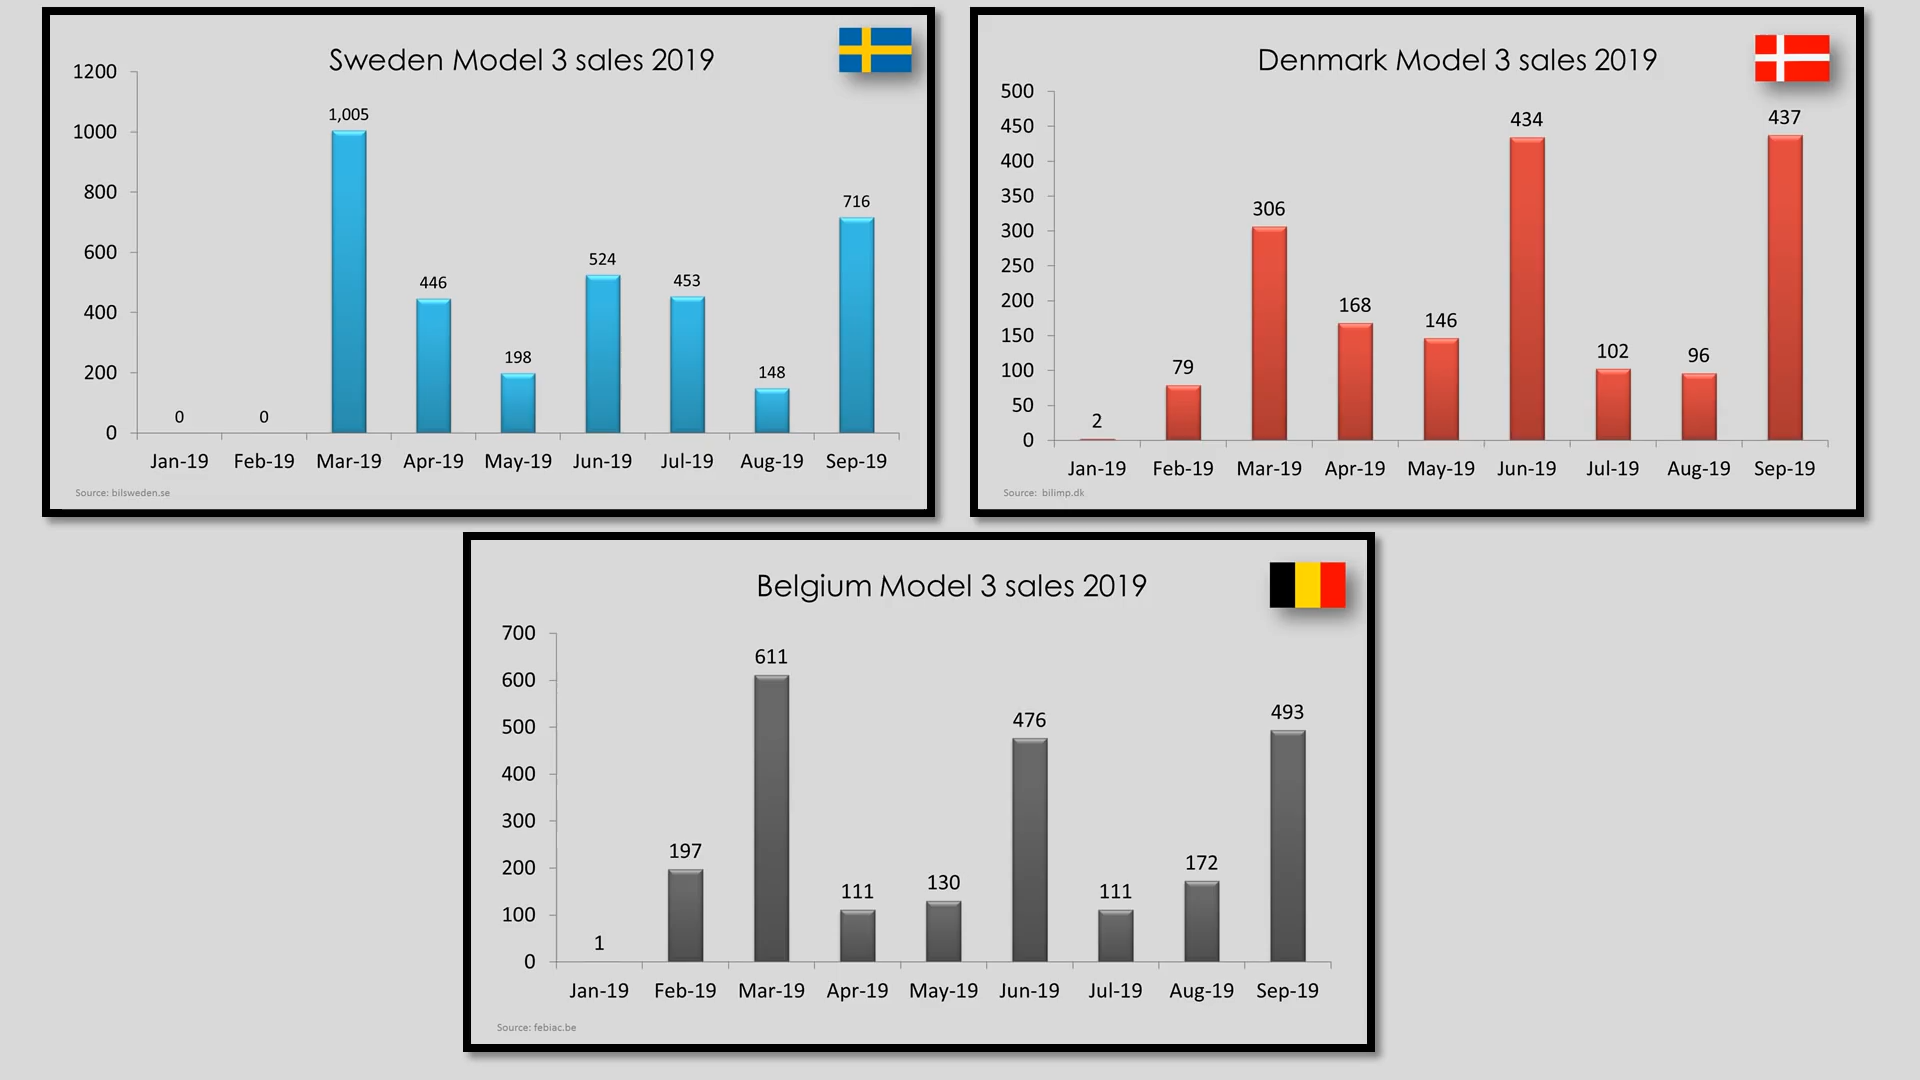 Sweden Model 3 sales 2019
1200
1000
800
600
400
200
0
0 0 1,005 446 198 524 453 148 716
Jan-19 Feb-19 Mar-19 Apr-19 May-19 Jun-19 Jul-19 Aug-19 Sep-19
Source: bilsweden.se
Denmark Model 3 sales 2019
500
450
400
350
300
250
200
150
100
50
0
2 79 306 168 146 434 102 96 437
Jan-19 Feb-19 Mar-19 Apr-19 May-19 Jun-19 Jul-19 Aug-19 Sep-19
Source: bilimp.dk
Belgium Model 3 sales 2019
700
600
500
400
300
200
100
0
1 197 611 111 130 476 111 172 493
Jan-19 Feb-19 Mar-19 Apr-19 May-19 Jun-19 Jul-19 Aug-19 Sep-19
Source: febiac.be